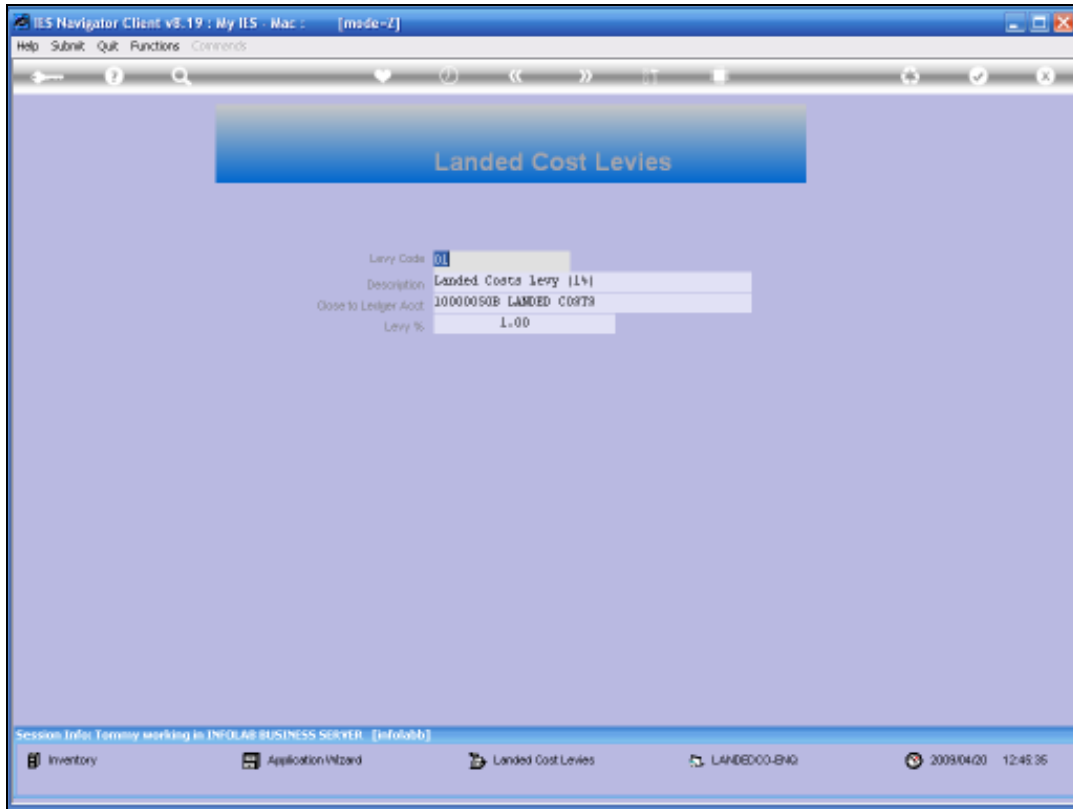 IES Navigator Client v8.19 : My IES - Mac : [mode=Z]
Help Submit Quit Functions Commends
Landed Cost Levies
Levy Code 01
Description Landed Costs levy (1%)
Close to Ledger Acct 1000005OB LANDED COSTS
Levy % 1.00
Session Info: Tommy working in INFOLAB BUSINESS SERVER [infolabb]
Inventory Application Wizard Landed Cost Levies LANDEDCO-ENQ 2009/04/20 12:45:35